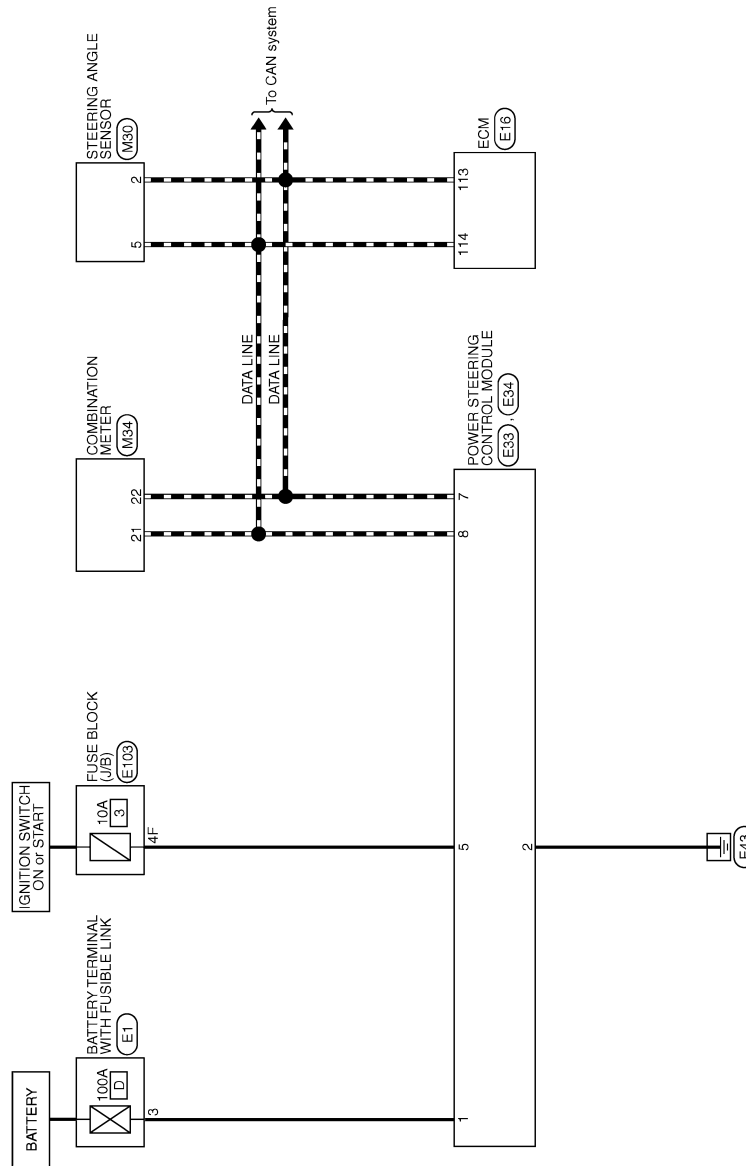 BATTERY
BATTERY TERMINAL
WITH FUSIBLE LINK
E1
100A
D
3
IGNITION SWITCH
ON or START
FUSE BLOCK
(J/B)
E103
10A
3
4F
COMBINATION
METER
M34
21
22
STEERING ANGLE
SENSOR
M30
5
2
DATA LINE
DATA LINE
To CAN system
POWER STEERING
CONTROL MODULE
E33 , E34
1
5
8
7
2
ECM
E16
114
113
E43